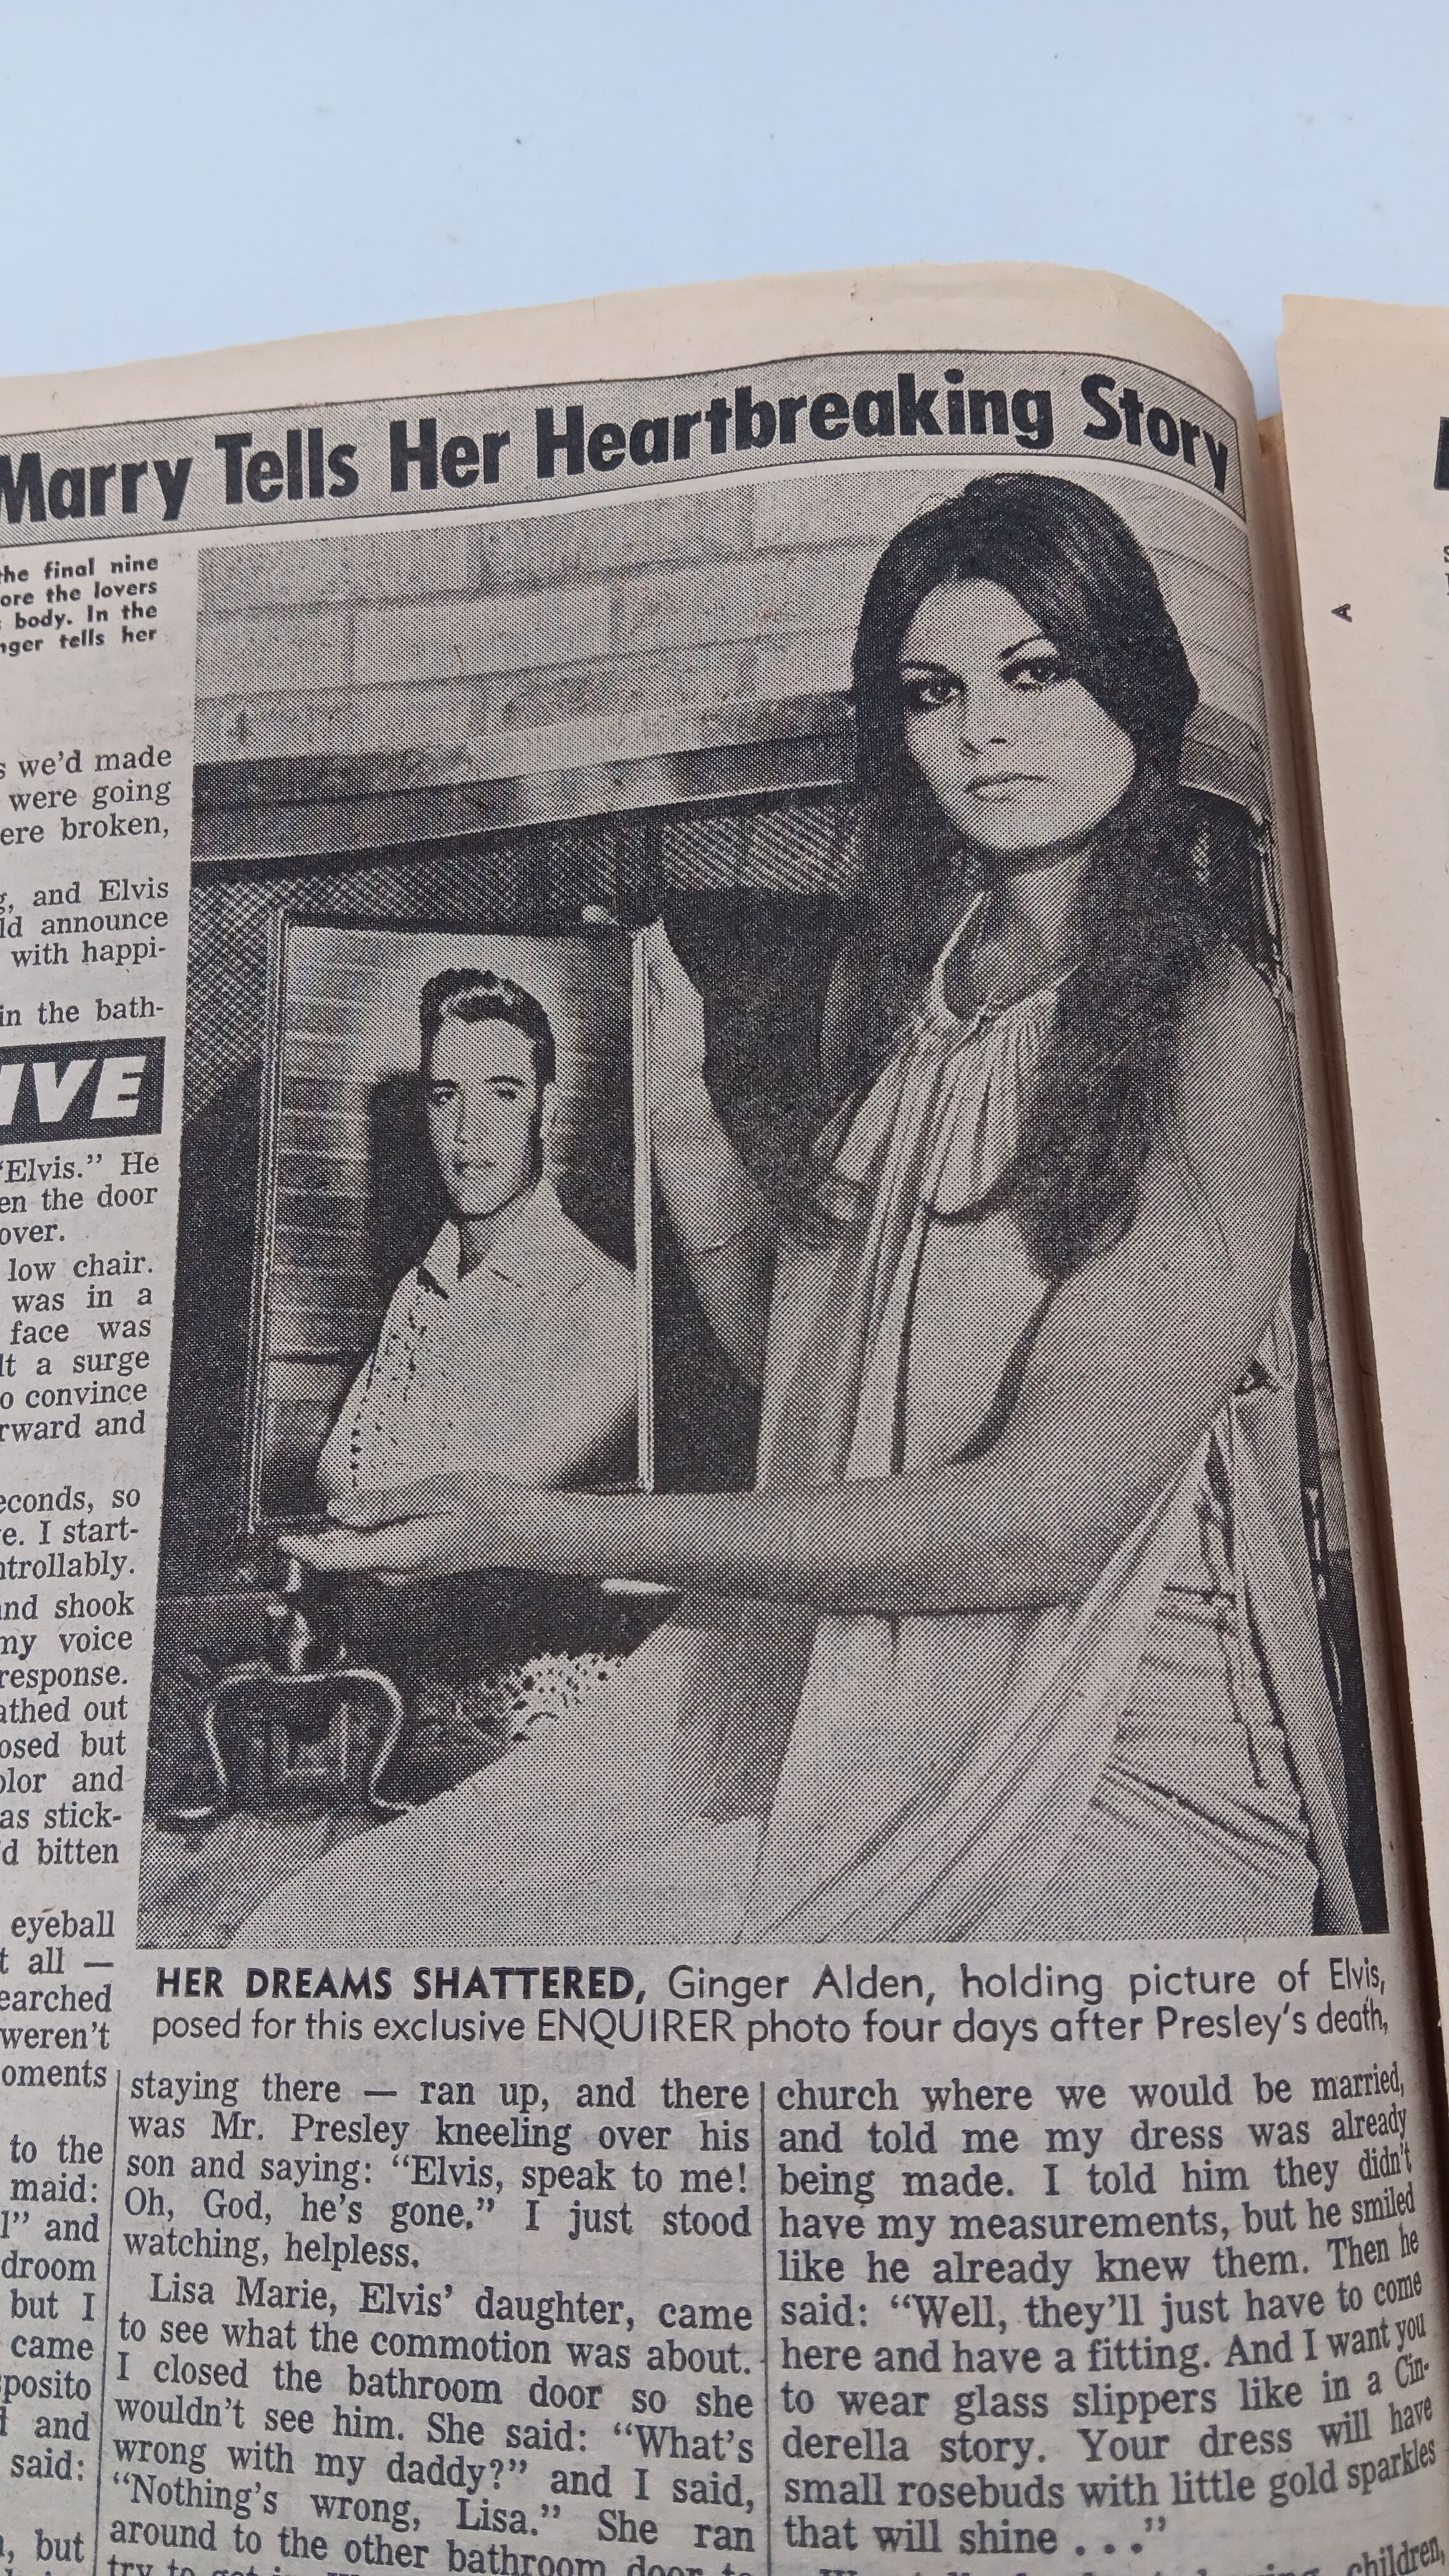 Marry Tells Her Heartbreaking Story
the final nine
ore the lovers
body. In the
tells her
s we'd made
were going
ere broken,
, and Elvis
ld announce
with happi-
in the bath-
IVE
"Elvis." He
en the door
over.
low chair.
was in a
face was
lt a surge
o convince
rward and
econds, so
e. I start-
ntrollably.
and shook
my voice
response.
athed out
osed but
olor and
as stick-
'd bitten
eyeball
t all —
earched
weren't
oments
to the
maid:
l" and
droom
but I
came
sposito
and
said:
, but
HER DREAMS SHATTERED, Ginger Alden, holding picture of Elvis,
posed for this exclusive ENQUIRER photo four days after Presley's death,
staying there — ran up, and there
was Mr. Presley kneeling over his
son and saying: "Elvis, speak to me!
Oh, God, he's gone." I just stood
watching, helpless.
Lisa Marie, Elvis' daughter, came
to see what the commotion was about.
I closed the bathroom door so she
wouldn't see him. She said: "What's
wrong with my daddy?" and I said,
"Nothing's wrong, Lisa." She ran
around to the other bathroom door to
try to get in
church where we would be married,
and told me my dress was already
being made. I told him they didn't
have my measurements, but he smiled
like he already knew them. Then he
said: "Well, they'll just have to come
here and have a fitting. And I want you
to wear glass slippers like in a Cin-
derella story. Your dress will have
small rosebuds with little gold sparkles
that will shine . . ."
children,
A